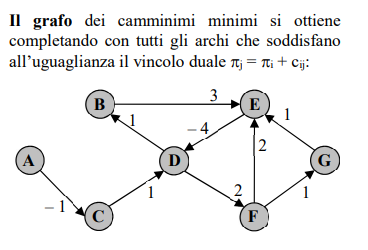 Il grafo dei camminimi minimi si ottiene
completando con tutti gli archi che soddisfano
all'uguaglianza il vincolo duale πj = πi + cij:
B 3 E
1 – 4 1
A D 2 G
– 1 1 2 1
C F